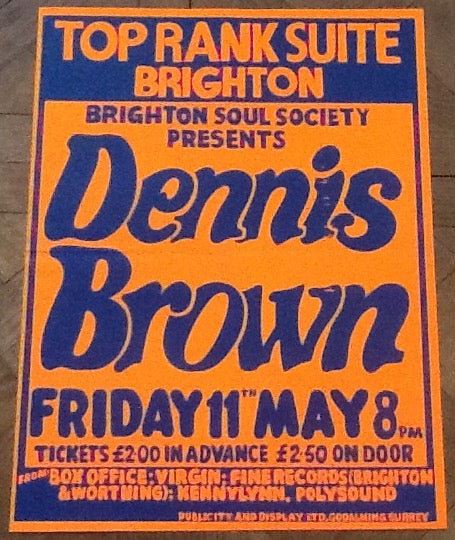 TOP RANK SUITE
BRIGHTON
BRIGHTON SOUL SOCIETY
PRESENTS
Dennis
Brown
FRIDAY 11TH MAY 8PM
TICKETS £2·00 IN ADVANCE £2·50 ON DOOR
FROM: BOX OFFICE: VIRGIN: FINE RECORDS (BRIGHTON
& WORTHING): KENNYLYNN, POLYSOUND
PUBLICITY AND DISPLAY LTD. GODALMING SURREY